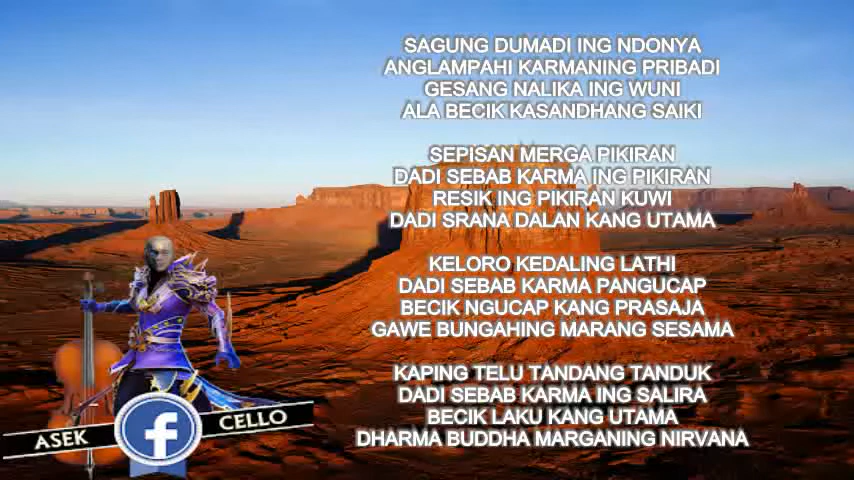 SAGUNG DUMADI ING NDONYA
ANGLAMPAHI KARMANING PRIBADI
GESANG NALIKA ING WUNI
ALA BECIK KASANDHANG SAIKI
SEPISAN MERGA PIKIRAN
DADI SEBAB KARMA ING PIKIRAN
RESIK ING PIKIRAN KUWI
DADI SRANA DALAN KANG UTAMA
KELORO KEDALING LATHI
DADI SEBAB KARMA PANGUCAP
BECIK NGUCAP KANG PRASAJA
GAWE BUNGAHING MARANG SESAMA
KAPING TELU TANDANG TANDUK
DADI SEBAB KARMA ING SALIRA
BECIK LAKU KANG UTAMA
DHARMA BUDDHA MARGANING NIRVANA
ASEK f CELLO